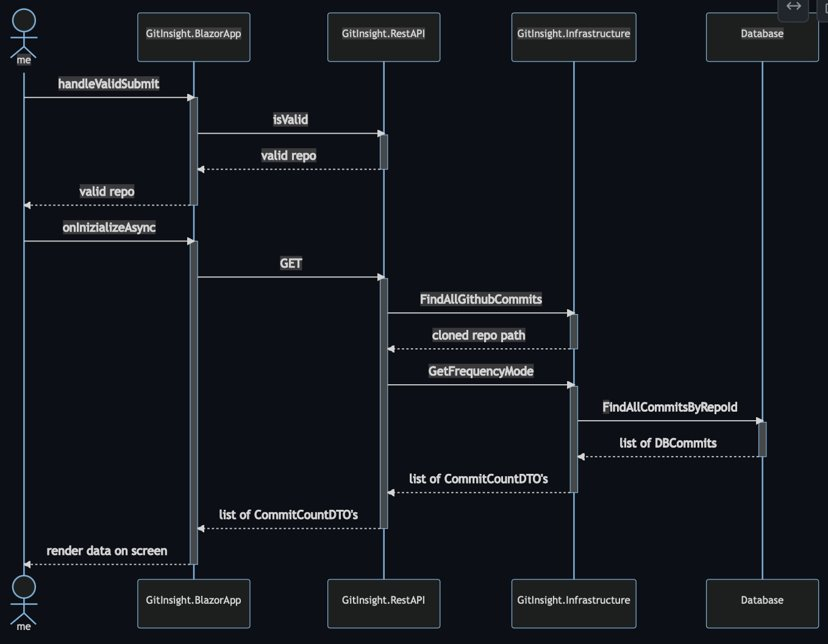 GitInsight.BlazorApp
GitInsight.RestAPI
GitInsight.Infrastructure
Database
me
handleValidSubmit
isValid
valid repo
valid repo
onInizializeAsync
GET
FindAllGithubCommits
cloned repo path
GetFrequencyMode
FindAllCommitsByRepoId
list of DBCommits
list of CommitCountDTO's
list of CommitCountDTO's
render data on screen
GitInsight.BlazorApp
GitInsight.RestAPI
GitInsight.Infrastructure
Database
me